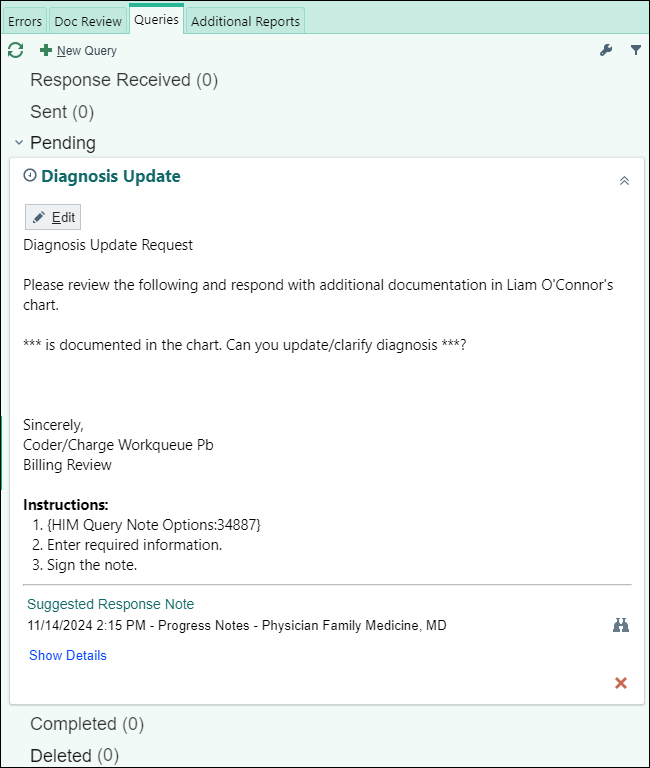 Errors Doc Review Queries Additional Reports
New Query
Response Received (0)
Sent (0)
Pending
Diagnosis Update
Edit
Diagnosis Update Request
Please review the following and respond with additional documentation in Liam O'Connor's
chart.
*** is documented in the chart. Can you update/clarify diagnosis ***?
Sincerely,
Coder/Charge Workqueue Pb
Billing Review
Instructions:
1. {HIM Query Note Options:34887}
2. Enter required information.
3. Sign the note.
Suggested Response Note
11/14/2024 2:15 PM - Progress Notes - Physician Family Medicine, MD
Show Details
Completed (0)
Deleted (0)